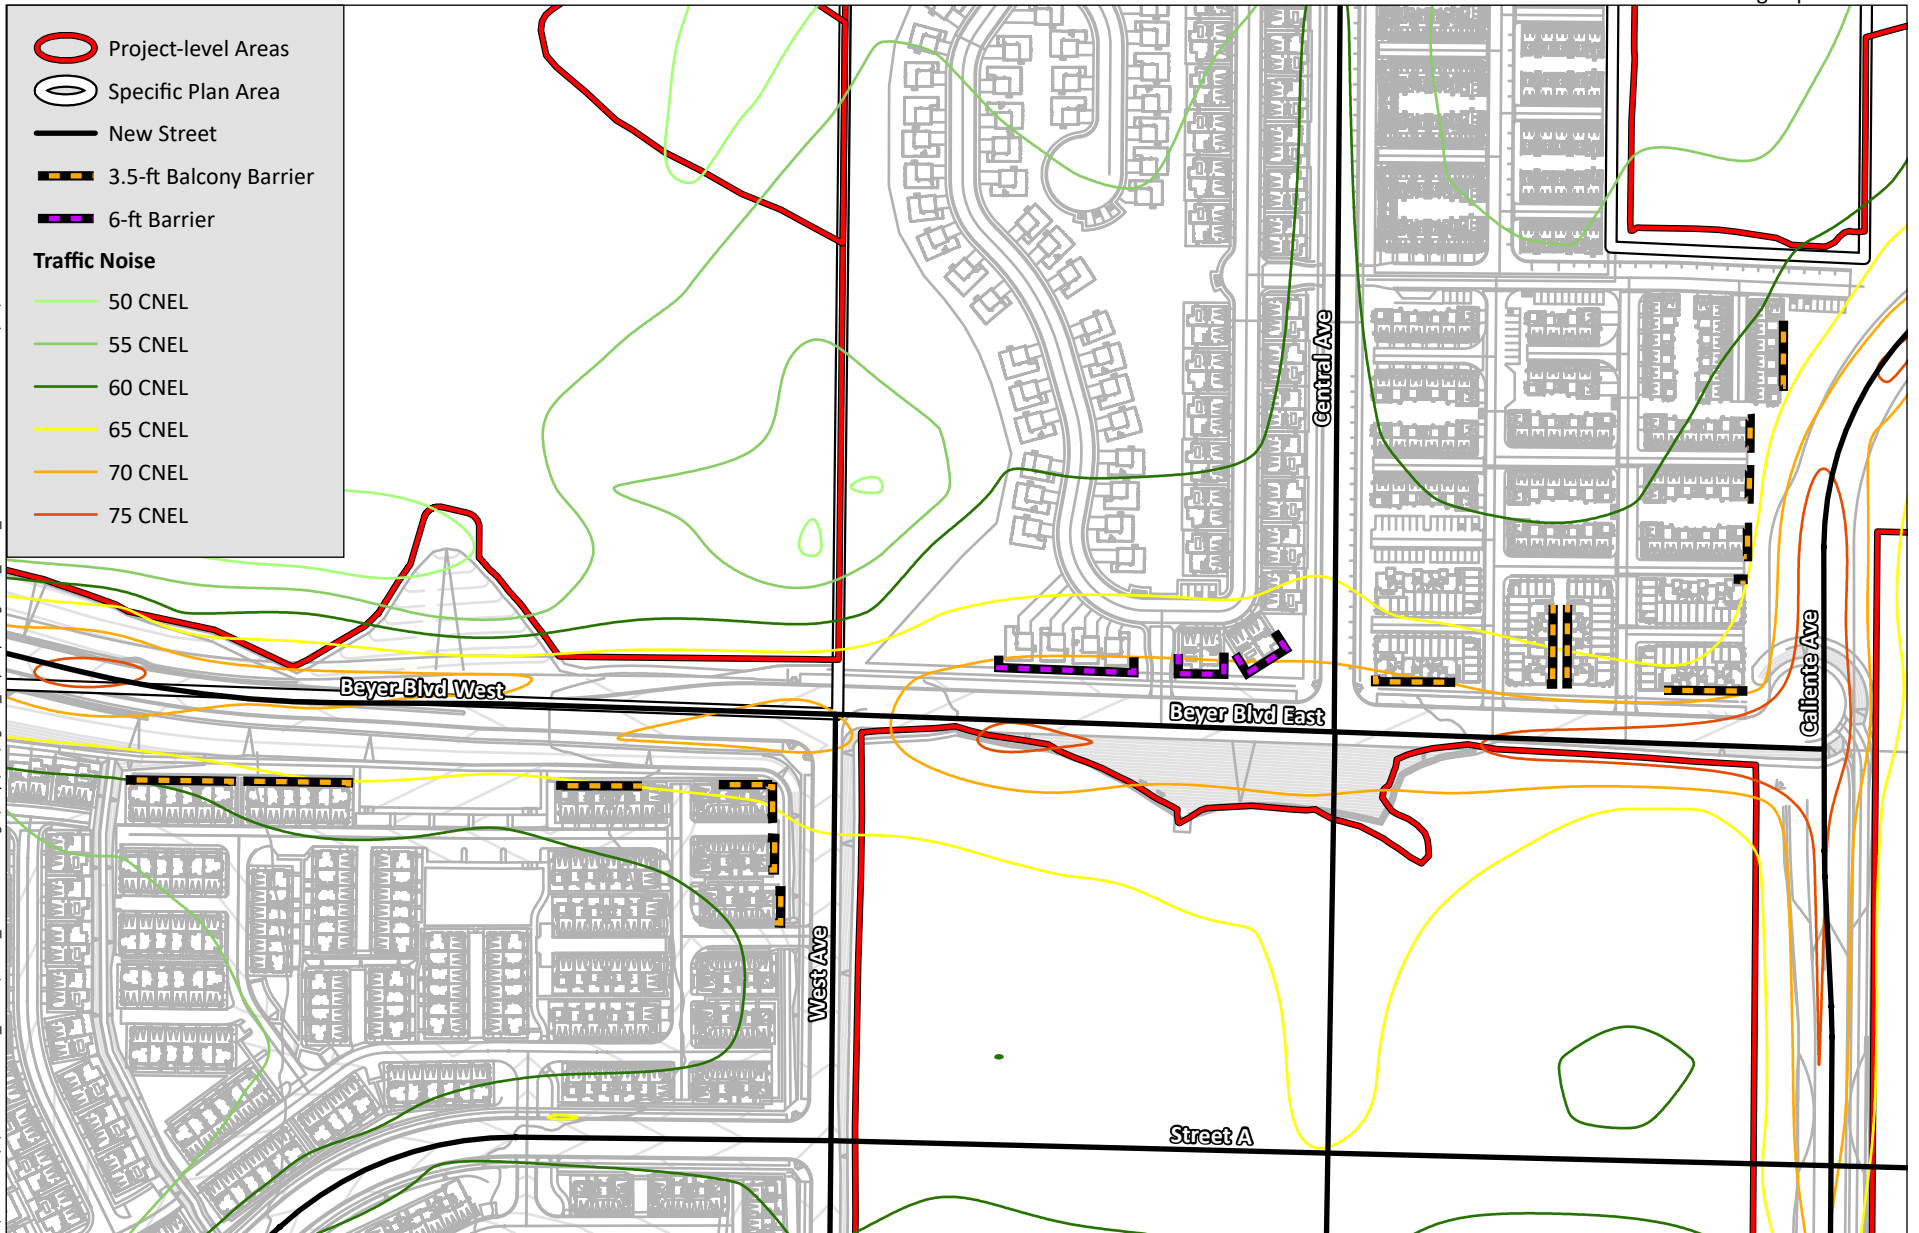 Project-level Areas
Specific Plan Area
New Street
3.5-ft Balcony Barrier
6-ft Barrier
Traffic Noise
50 CNEL
55 CNEL
60 CNEL
65 CNEL
70 CNEL
75 CNEL
Central Ave
Beyer Blvd West
Beyer Blvd East
Caliente Ave
West Ave
Street A